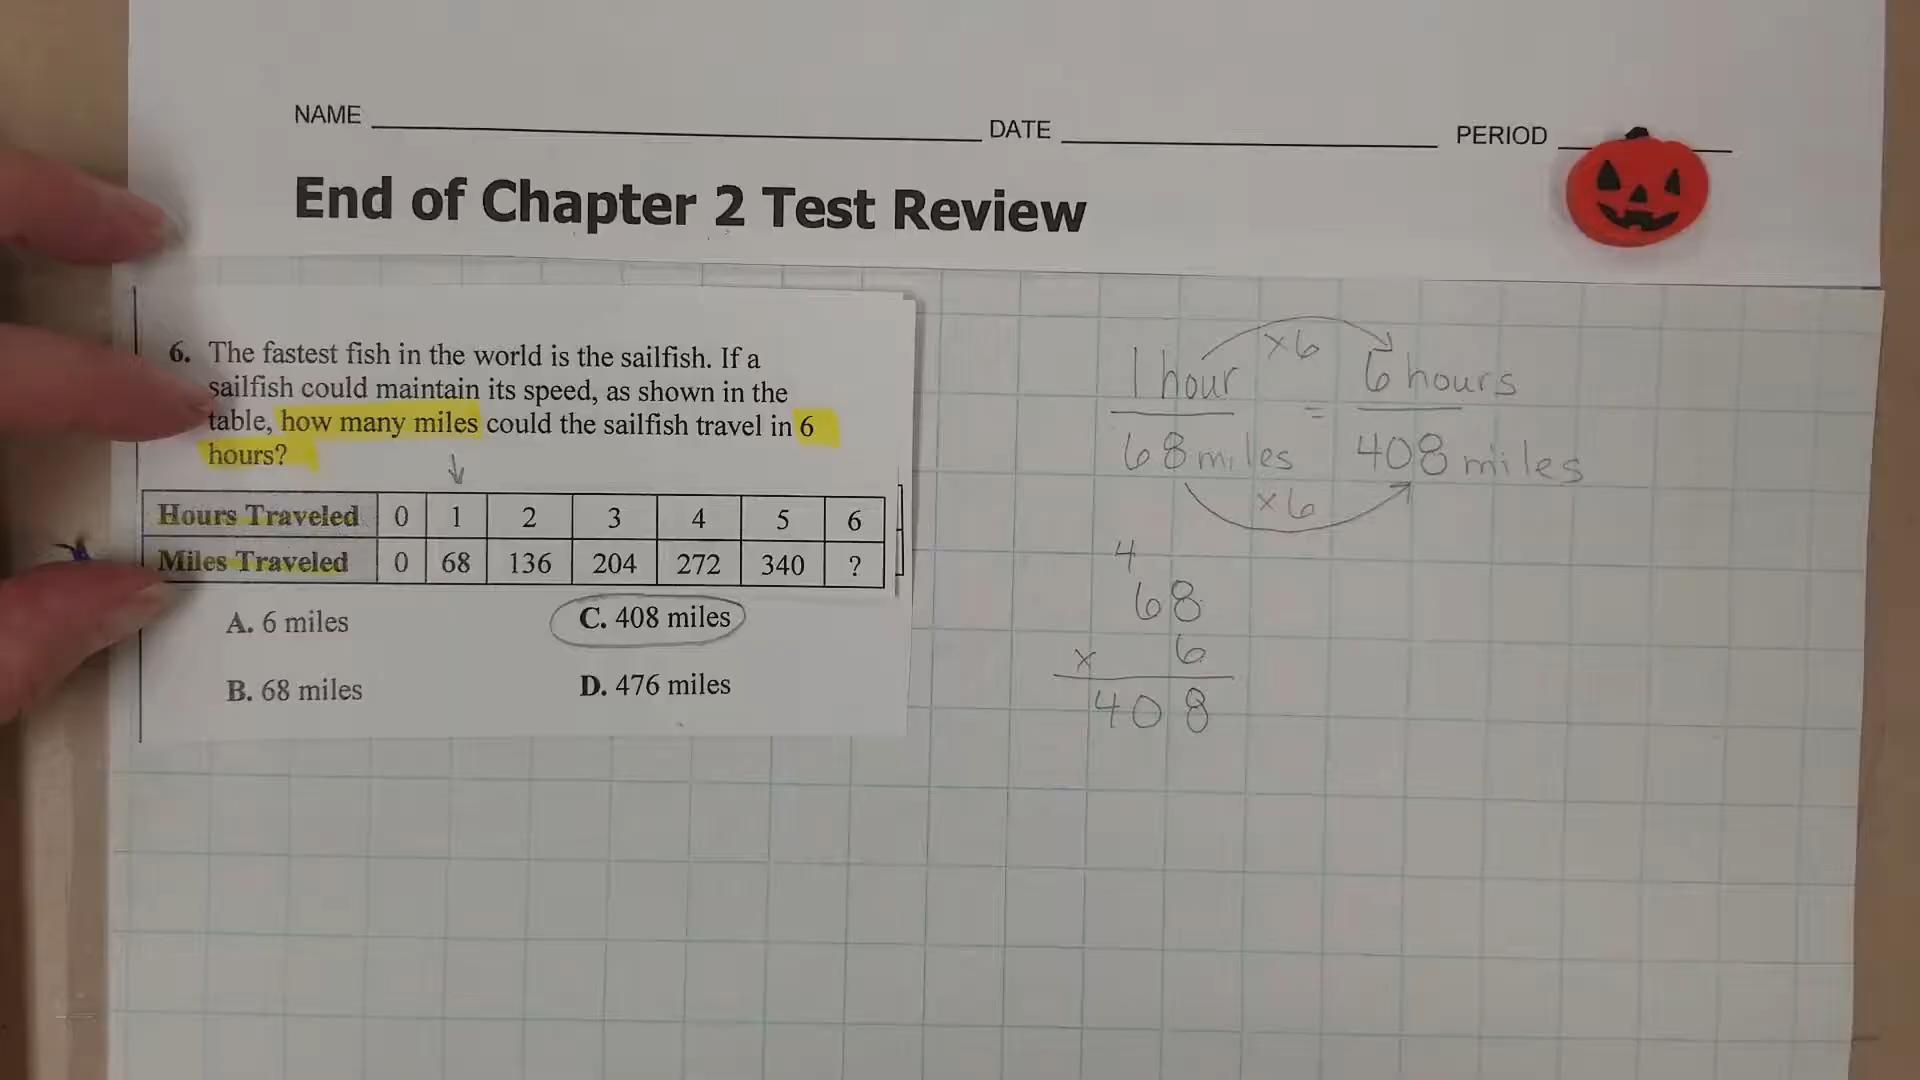 NAME DATE PERIOD
End of Chapter 2 Test Review
6. The fastest fish in the world is the sailfish. If a
sailfish could maintain its speed, as shown in the
table, how many miles could the sailfish travel in 6
hours?
Hours Traveled 0 1 2 3 4 5 6
Miles Traveled 0 68 136 204 272 340 ?
A. 6 miles
C. 408 miles
B. 68 miles
D. 476 miles
x6
1 hour = 6 hours
68 miles 408 miles
x6
4
68
x 6
408